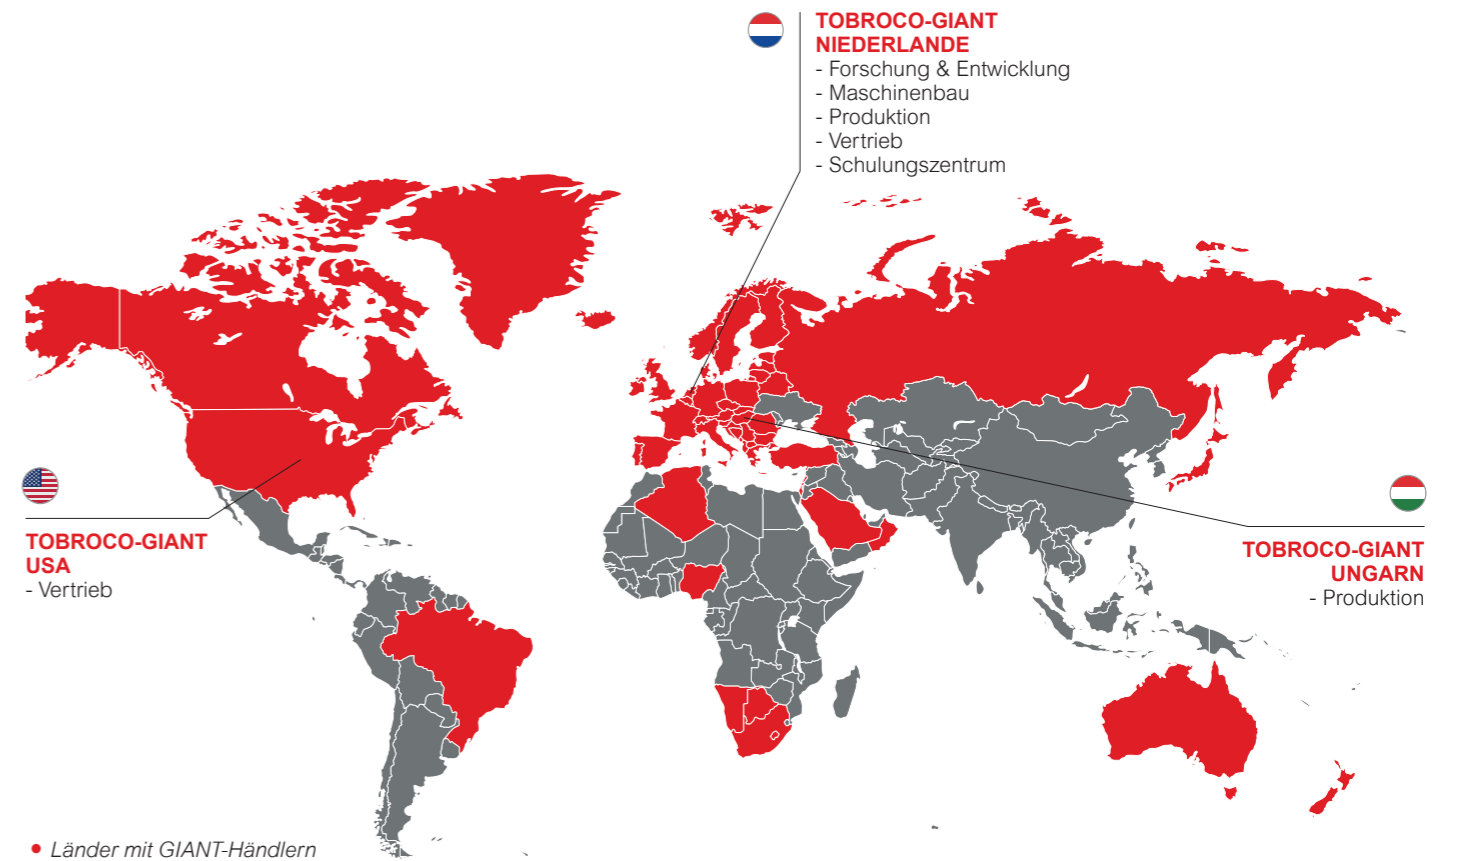 TOBROCO-GIANT
NIEDERLANDE
- Forschung & Entwicklung
- Maschinenbau
- Produktion
- Vertrieb
- Schulungszentrum
TOBROCO-GIANT
USA
- Vertrieb
TOBROCO-GIANT
UNGARN
- Produktion
• Länder mit GIANT-Händlern